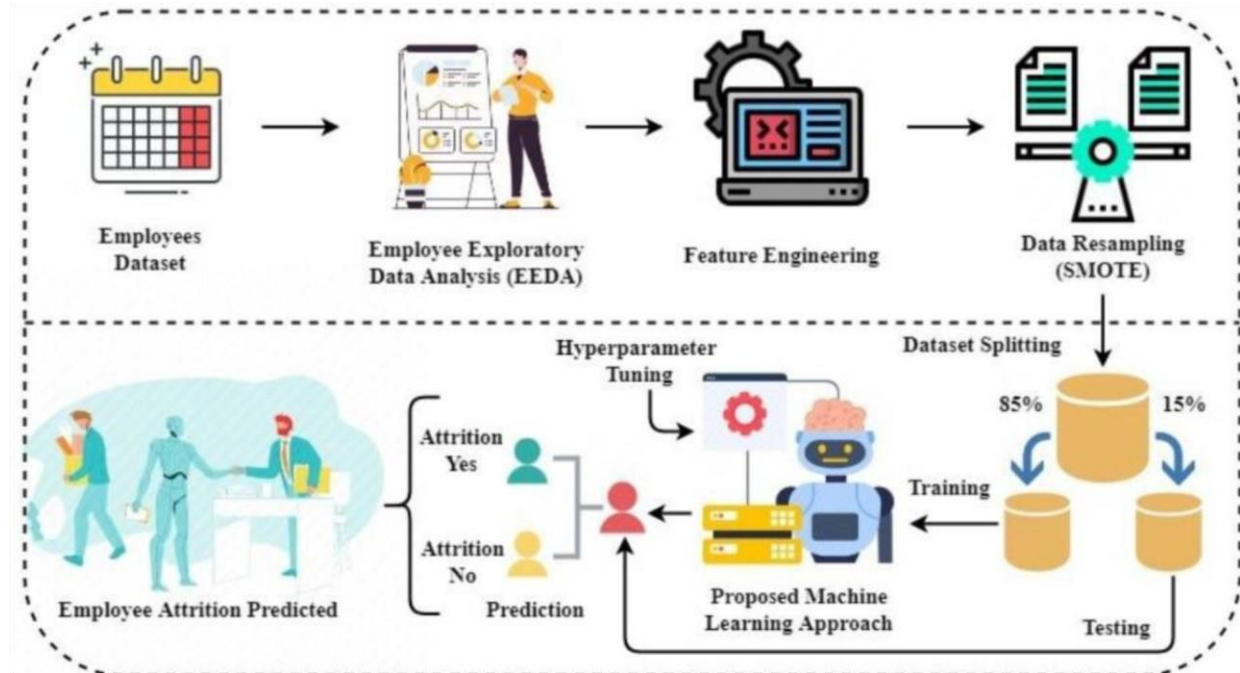 Employees
Dataset
Employee Exploratory
Data Analysis (EEDA)
Feature Engineering
Data Resampling
(SMOTE)
Hyperparameter
Tuning
Dataset Splitting
85%
15%
Attrition
Yes
Training
Attrition
No
Employee Attrition Predicted
Prediction
Proposed Machine
Learning Approach
Testing